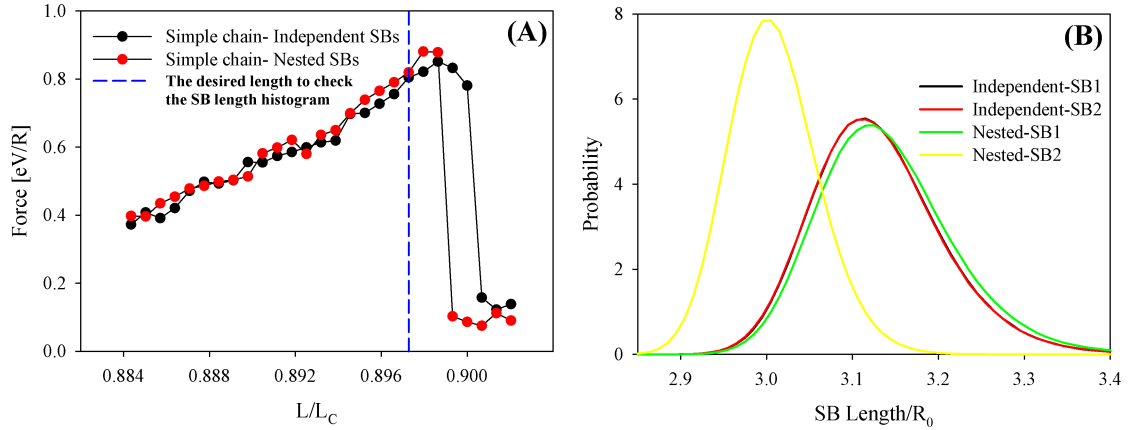 (A)
Simple chain- Independent SBs
Simple chain- Nested SBs
The desired length to check
the SB length histogram
Force [eV/R]
1.0
0.8
0.6
0.4
0.2
0.0
0.884
0.888
0.892
0.896
0.900
L/L_C
(B)
Independent-SB1
Independent-SB2
Nested-SB1
Nested-SB2
Probability
8
6
4
2
0
2.9
3.0
3.1
3.2
3.3
3.4
SB Length/R_0